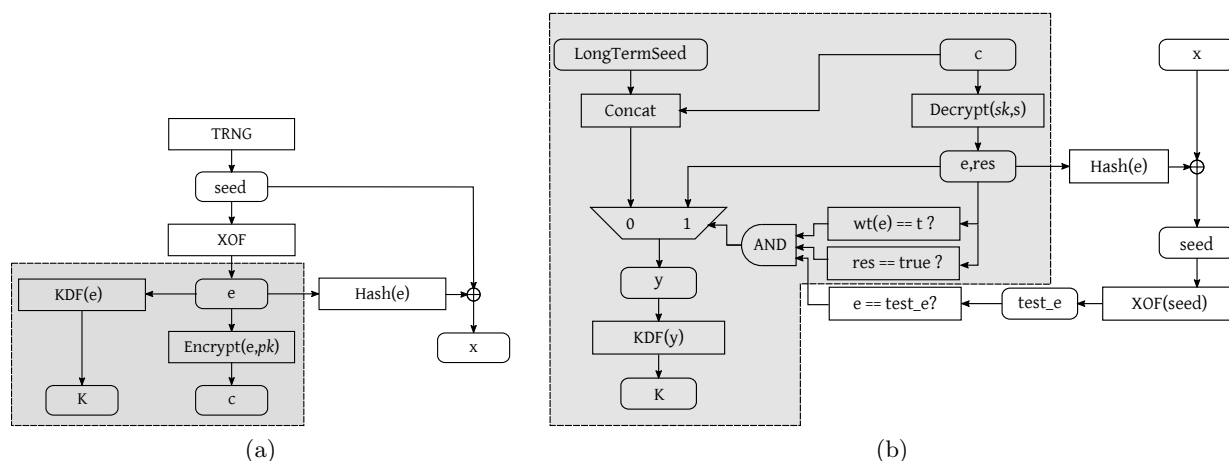 TRNG
seed
XOF
KDF(e)
e
Hash(e)
Encrypt(e,pk)
x
K
c
(a)
LongTermSeed
c
x
Concat
Decrypt(sk,s)
e,res
Hash(e)
0
1
AND
wt(e) == t ?
res == true ?
seed
y
e == test_e?
test_e
XOF(seed)
KDF(y)
K
(b)